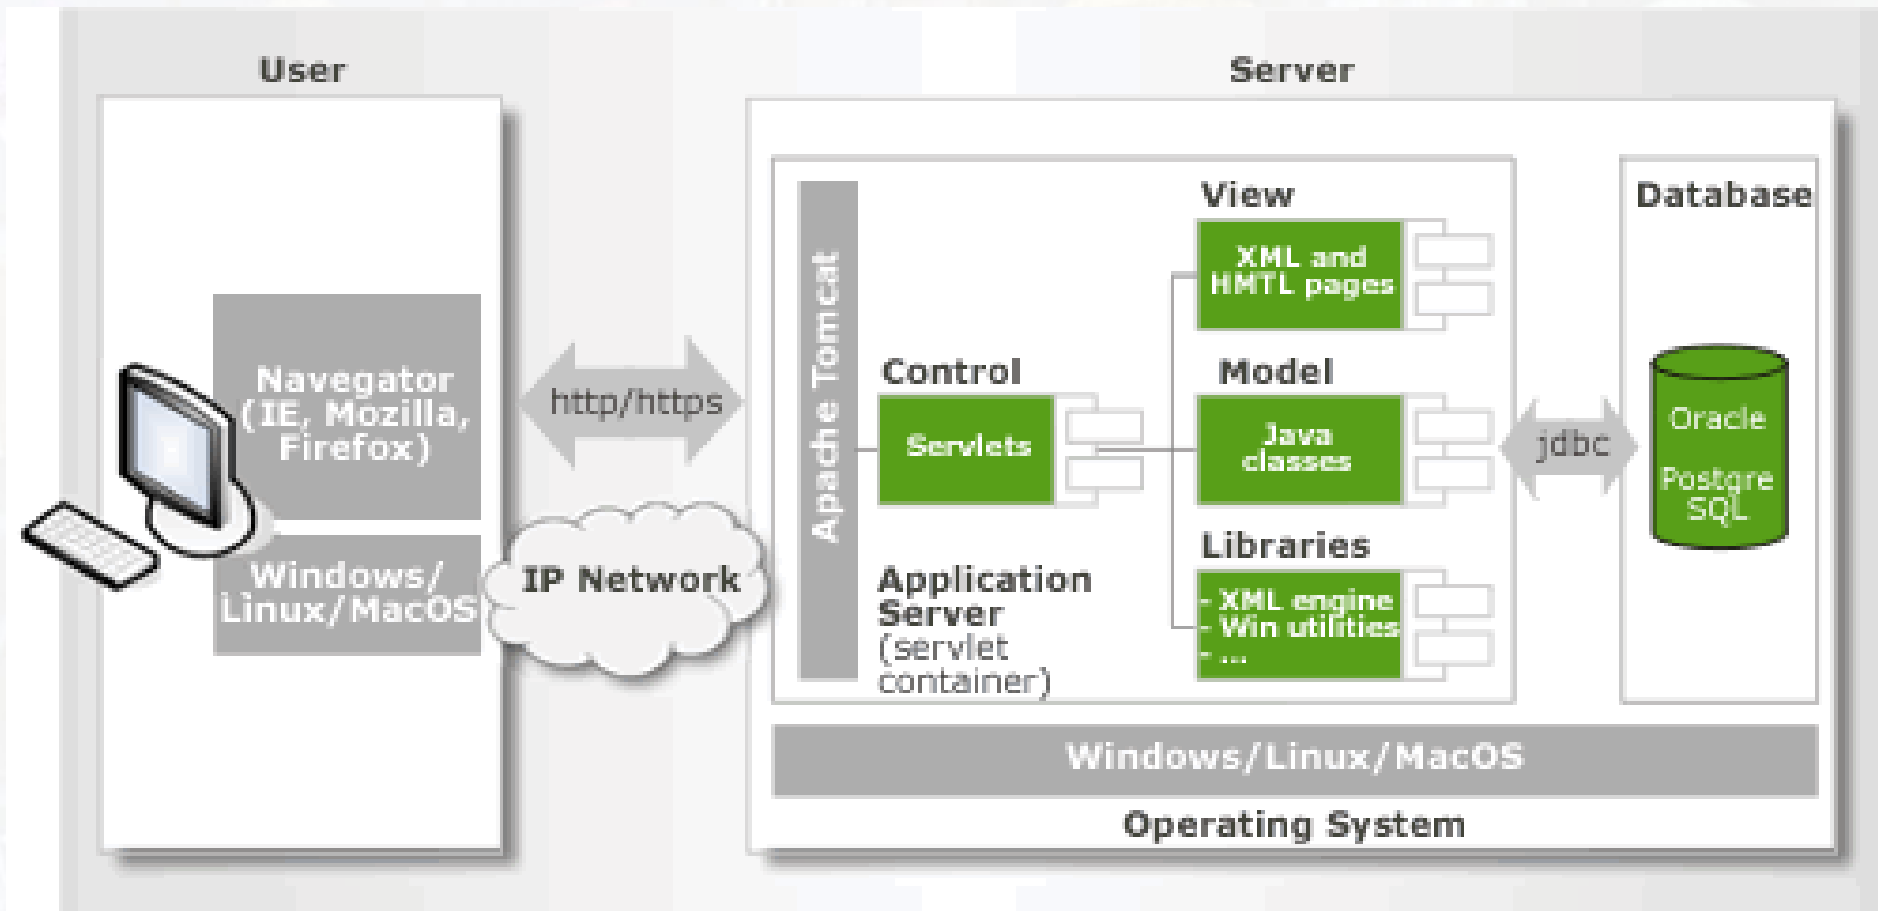 User
Navegator
(IE, Mozilla,
Firefox)
Windows/
Linux/MacOS
http/https
IP Network
Server
Apache Tomcat
Control
Servlets
Application
Server
(servlet
container)
View
XML and
HMTL pages
Model
Java
classes
Libraries
- XML engine
- Win utilities
- ...
jdbc
Database
Oracle
Postgre
SQL
Windows/Linux/MacOS
Operating System